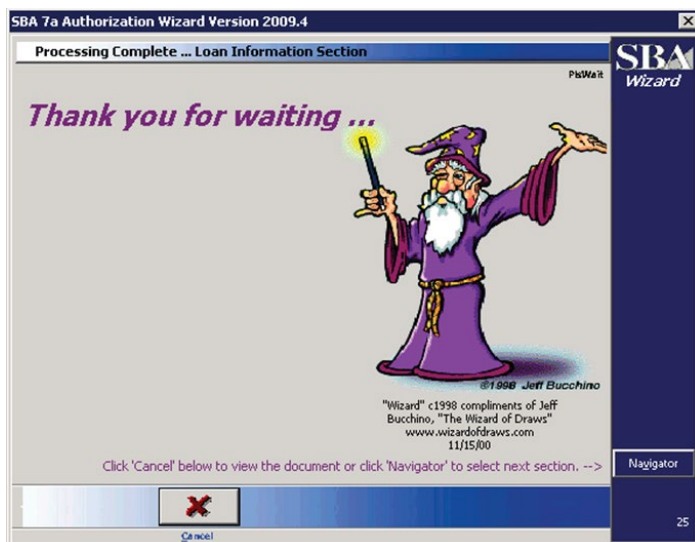 SBA 7a Authorization Wizard Version 2009.4
Processing Complete ... Loan Information Section
SBA
Wizard
PlsWait
Thank you for waiting ...
©1998 Jeff Bucchino
"Wizard" c1998 compliments of Jeff
Bucchino, "The Wizard of Draws"
www.wizardofdraws.com
11/15/00
Click 'Cancel' below to view the document or click 'Navigator' to select next section. -->
Navigator
Cancel
25